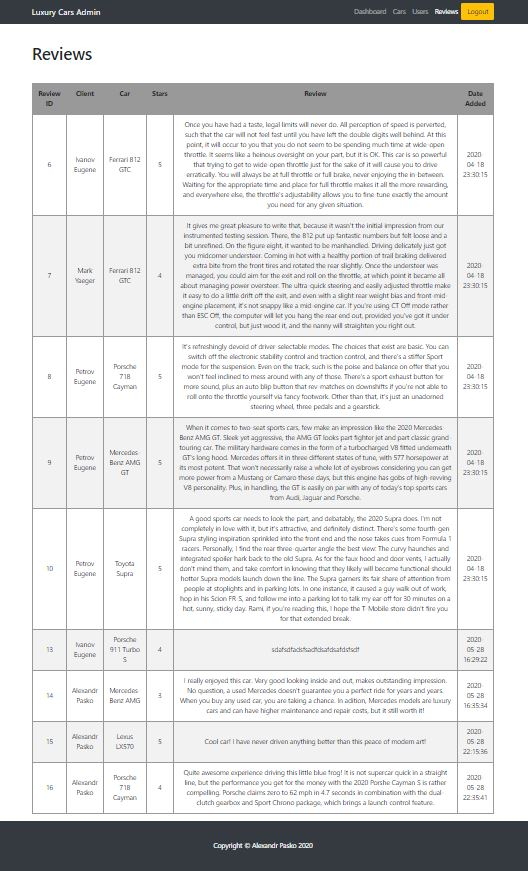 Luxury Cars Admin
Dashboard Cars Users Reviews Logout
Reviews
Review ID Client Car Stars Review Date Added
6 Ivanov Eugene Ferrari 812 GTC 5
Once you have had a taste, legal limits will never do. All perception of speed is perverted,
such that the car will not feel fast until you have left the double digits well behind. At this
point, it will occur to you that you do not seem to be spending much time at wide-open
throttle. It seems like a heinous oversight on your part, but it is OK. This car is so powerful
that trying to get to wide-open throttle just for the sake of it will cause you to drive
erratically. You will always be at full throttle or full brake, never enjoying the in-between.
Waiting for the appropriate time and place for full throttle makes it all the more rewarding,
and everywhere else, the throttle's adjustability allows you to fine-tune exactly the amount
you need for any given situation.
2020-04-18 23:30:15
7 Mark Yaeger Ferrari 812 GTC 4
It gives me great pleasure to write that, because it wasn't the initial impression from our
instrumented testing session. There, the 812 put up fantastic numbers but felt loose and a
bit unrefined. On the figure eight, it wanted to be manhandled. Driving delicately just got
you midcorner understeer. Coming in hot with a healthy portion of trail braking delivered
extra bite from the front tires and rotated the rear slightly. Once the understeer was
managed, you could aim for the exit and roll on the throttle, at which point it became all
about managing power oversteer. The ultra-quick steering and easily adjusted throttle make
it easy to do a little drift off the exit, and even with a slight rear weight bias and front-mid-
engine placement, it's not snappy like a mid-engine car. If you're using CT Off mode rather
than ESC Off, the computer will let you hang the rear end out, provided you've got it under
control, but just wood it, and the nanny will straighten you right out.
2020-04-18 23:30:15
8 Petrov Eugene Porsche 718 Cayman 5
It's refreshingly devoid of driver-selectable modes. The choices that exist are basic. You can
switch off the electronic stability control and traction control, and there's a stiffer Sport
mode for the suspension. Even on the track, such is the poise and balance on offer that you
won't feel inclined to mess around with any of those. There's a sport exhaust button for
more sound, plus an auto blip button that rev-matches on downshifts if you're not able to
roll onto the throttle yourself via fancy footwork. Other than that, it's just an unadorned
steering wheel, three pedals and a gearstick.
2020-04-18 23:30:15
9 Petrov Eugene Mercedes Benz AMG GT 5
When it comes to two-seat sports cars, few make an impression like the 2020 Mercedes-
Benz AMG GT. Sleek yet aggressive, the AMG GT looks part fighter jet and part classic grand-
touring car. The military hardware comes in the form of a turbocharged V8 fitted underneath
GT's long hood. Mercedes offers it in three different states of tune, with 577 horsepower at
its most potent. That won't necessarily raise a whole lot of eyebrows considering you can get
more power from a Mustang or Camaro these days, but this engine has gobs of high-revving
V8 personality. Plus, in handling, the GT is easily on par with any of today's top sports cars
from Audi, Jaguar and Porsche.
2020-04-18 23:30:15
10 Petrov Eugene Toyota Supra 5
A good sports car needs to look the part, and debatably, the 2020 Supra does. I'm not
completely in love with it, but it's attractive, and definitely distinct. There's some fourth-gen
Supra styling inspiration sprinkled into the front end and the nose takes cues from Formula 1
racers. Personally, I find the rear three-quarter angle the best view: The curvy haunches and
integrated spoiler hark back to the old Supra. As for the faux hood and door vents, I actually
don't mind them, and take comfort in knowing that they likely will become functional should
hotter Supra models launch down the line. The Supra garners its fair share of attention from
people at stoplights and in parking lots. In one instance, it caused a guy walk out of work,
hop in his Scion FR-S, and follow me into a parking lot to talk my ear off for 30 minutes on a
hot, sunny, sticky day. Rami, if you're reading this, I hope the T-Mobile store didn't fire you
for that extended break.
2020-04-18 23:30:15
13 Ivanov Eugene Porsche 911 Turbo S 4
sdafsdfadsfsadfdsafdsafdsfsdf
2020-05-28 16:29:22
14 Alexandr Pasko Mercedes Benz AMG 3
I really enjoyed this car. Very good looking inside and out, makes outstanding impression.
No question, a used Mercedes doesn't guarantee you a perfect ride for years and years.
When you buy any used car, you are taking a chance. In adition, Mercedes models are luxury
cars and can have higher maintenance and repair costs, but it still worth it!
2020-05-28 16:35:34
15 Alexandr Pasko Lexus LX570 5
Cool car! I have never driven anything better than this peace of modern art!
2020-05-28 22:15:36
16 Alexandr Pasko Porsche 718 Cayman 4
Quite awesome experience driving this little blue frog! It is not supercar quick in a straight
line, but the performance you get for the money with the 2020 Porshe Cayman S is rather
compelling. Porsche claims zero to 62 mph in 4.7 seconds in combination with the dual-
clutch gearbox and Sport Chrono package, which brings a launch control feature.
2020-05-28 22:35:41
Copyright © Alexandr Pasko 2020